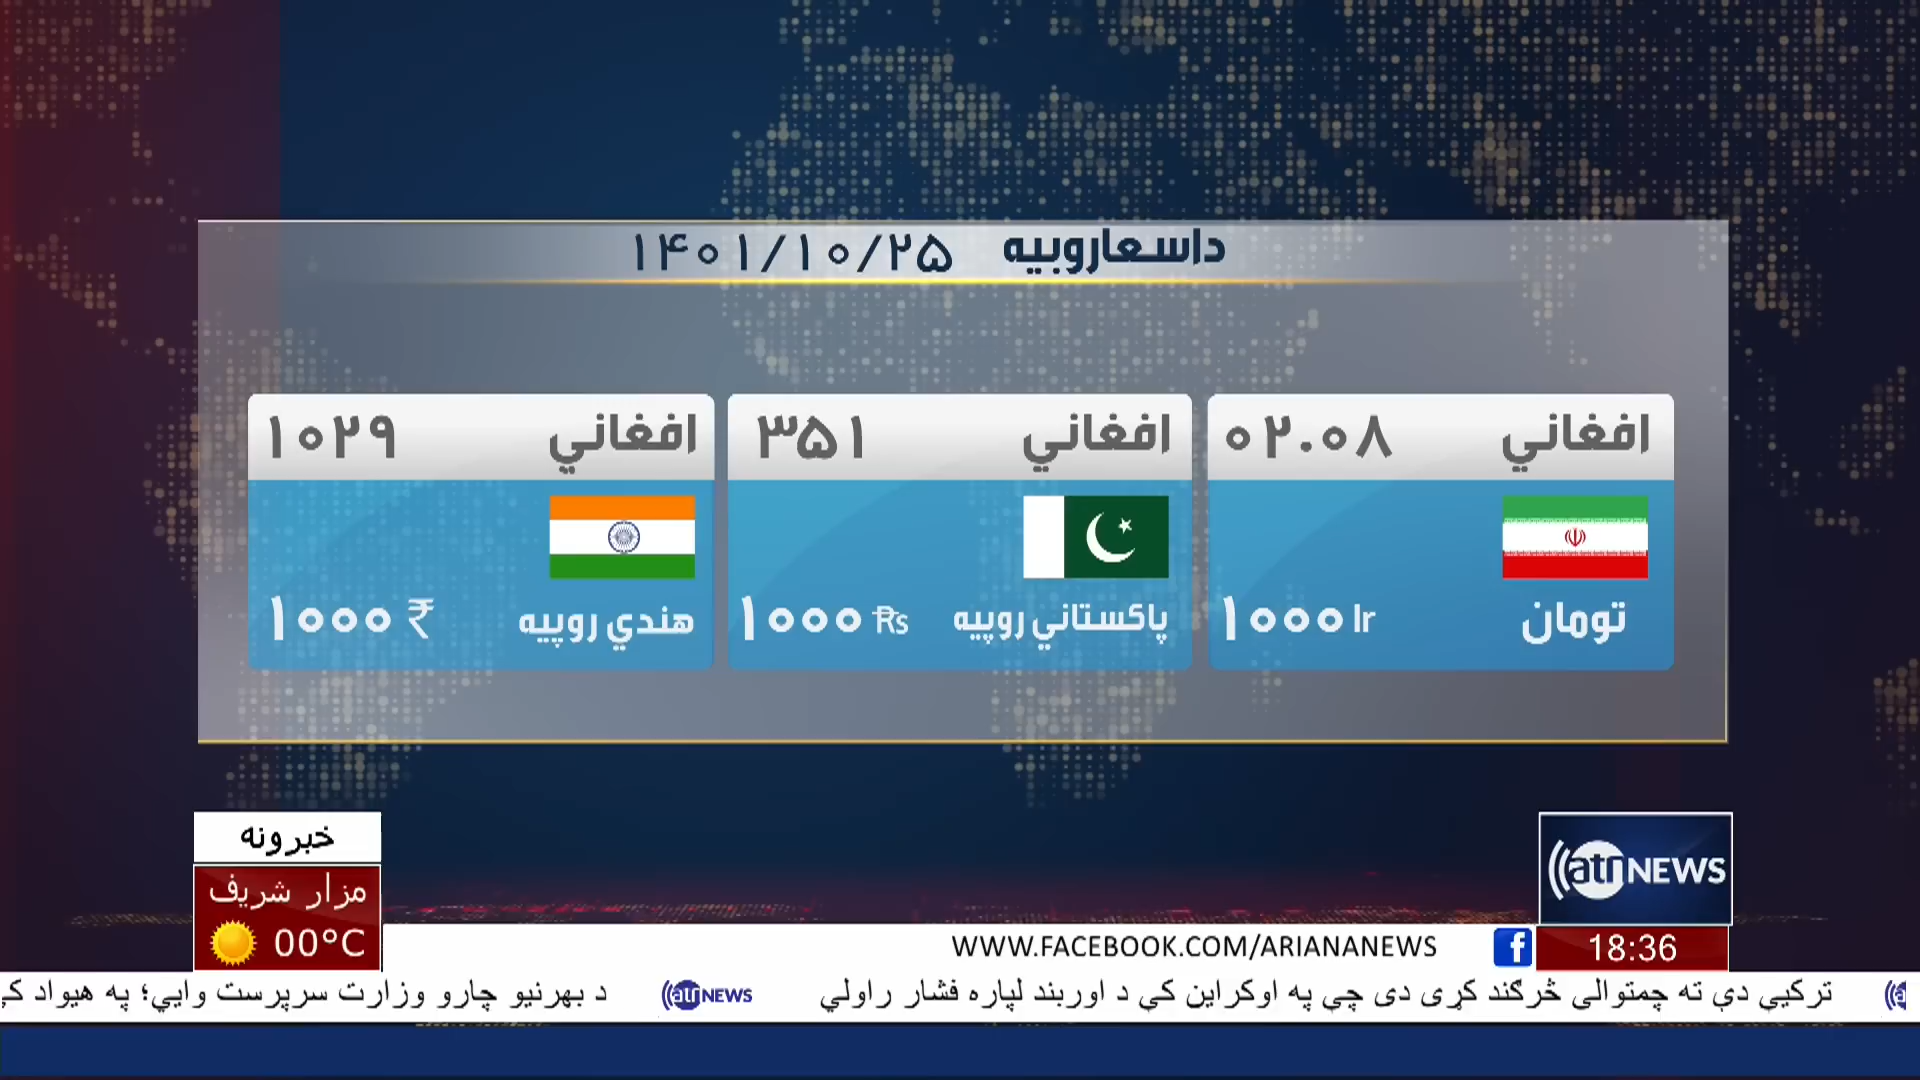 داسعاروبیه ۱۴۰۱/۱۰/۲۵
افغاني ۰۲.۰۸
تومان ۱۰۰۰ Ir
افغاني ۳۵۱
پاکستاني روپیه ۱۰۰۰ ₨
افغاني ۱۰۲۹
هندي روپیه ۱۰۰۰ ₹
خبرونه
مزار شریف
00°C
atn NEWS
WWW.FACEBOOK.COM/ARIANANEWS
18:36
ترکیې دې ته چمتوالی څرګند کړی دی چې په اوکراین کې د اوربند لپاره فشار راولي
atn NEWS
د بهرنیو چارو وزارت سرپرست وایي؛ په هیواد کې